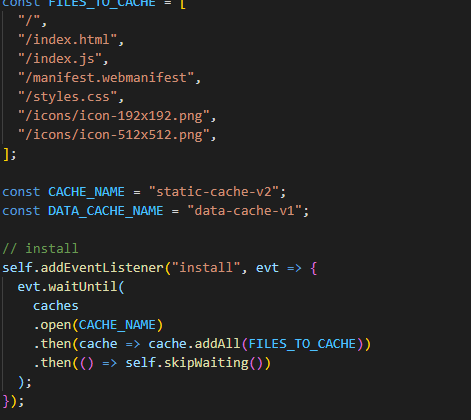 const FILES_TO_CACHE = [
  "/",
  "/index.html",
  "/index.js",
  "/manifest.webmanifest",
  "/styles.css",
  "/icons/icon-192x192.png",
  "/icons/icon-512x512.png",
];

const CACHE_NAME = "static-cache-v2";
const DATA_CACHE_NAME = "data-cache-v1";

// install
self.addEventListener("install", evt => {
  evt.waitUntil(
    caches
    .open(CACHE_NAME)
    .then(cache => cache.addAll(FILES_TO_CACHE))
    .then(() => self.skipWaiting())
  );
});